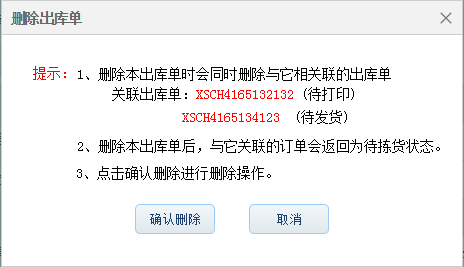 删除出库单
提示：1、删除本出库单时会同时删除与它相关联的出库单
关联出库单：XSCH4165132132 (待打印)
XSCH4165134123 (待发货)
2、删除本出库单后，与它关联的订单会返回为待拣货状态。
3、点击确认删除进行删除操作。
确认删除 取消